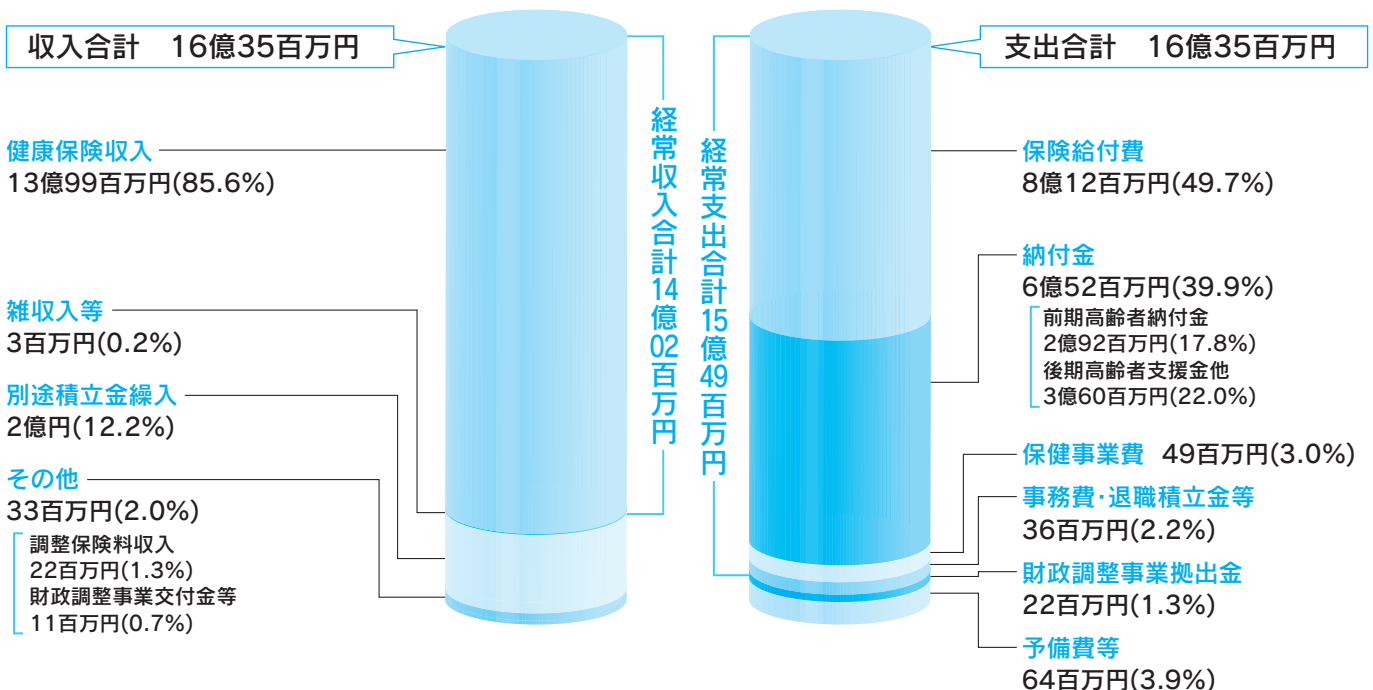 収入合計　16億35百万円
健康保険収入
13億99百万円(85.6%)
雑収入等
3百万円(0.2%)
別途積立金繰入
2億円(12.2%)
その他
33百万円(2.0%)
調整保険料収入
22百万円(1.3%)
財政調整事業交付金等
11百万円(0.7%)
経常収入合計14億02百万円
経常支出合計15億49百万円
支出合計　16億35百万円
保険給付費
8億12百万円(49.7%)
納付金
6億52百万円(39.9%)
前期高齢者納付金
2億92百万円(17.8%)
後期高齢者支援金他
3億60百万円(22.0%)
保健事業費　49百万円(3.0%)
事務費・退職積立金等
36百万円(2.2%)
財政調整事業拠出金
22百万円(1.3%)
予備費等
64百万円(3.9%)